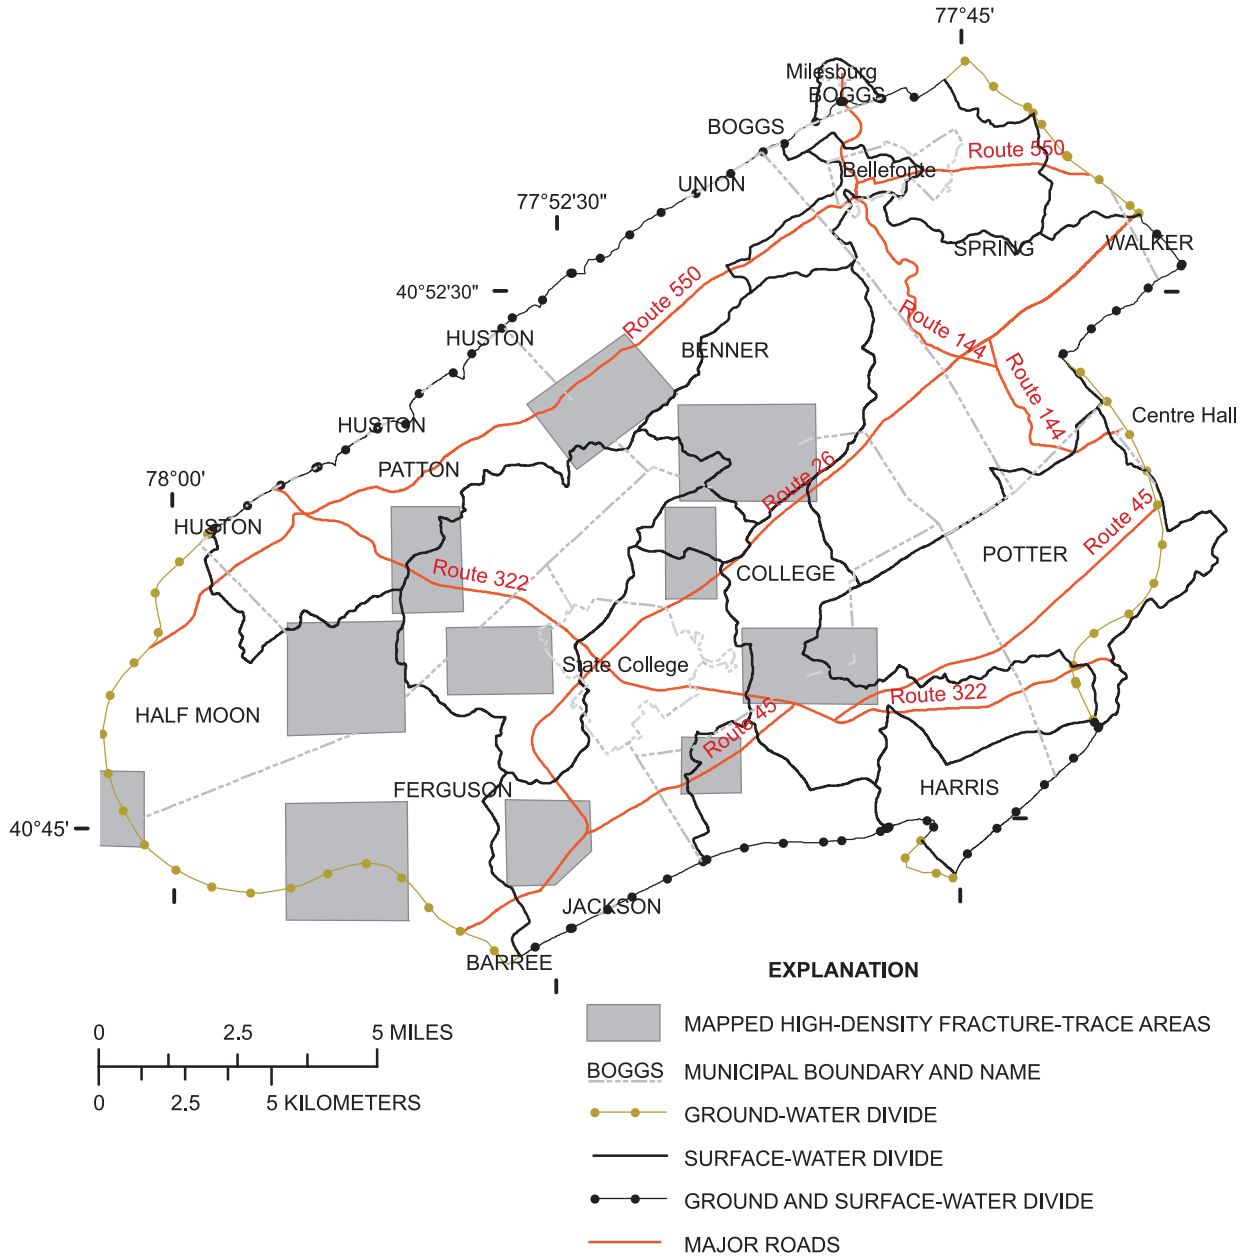 77°45'
Milesburg
BOGGS
BOGGS
Route 550
Bellefonte
UNION
77°52'30"
SPRING
WALKER
40°52'30"
Route 550
HUSTON
BENNER
Route 144
Route 144
HUSTON
Centre Hall
PATTON
78°00'
Route 26
HUSTON
Route 45
POTTER
Route 322
COLLEGE
State College
Route 322
HALF MOON
Route 45
FERGUSON
HARRIS
40°45'
JACKSON
BARREE
EXPLANATION
MAPPED HIGH-DENSITY FRACTURE-TRACE AREAS
BOGGS MUNICIPAL BOUNDARY AND NAME
GROUND-WATER DIVIDE
SURFACE-WATER DIVIDE
GROUND AND SURFACE-WATER DIVIDE
MAJOR ROADS
0 2.5 5 MILES
0 2.5 5 KILOMETERS